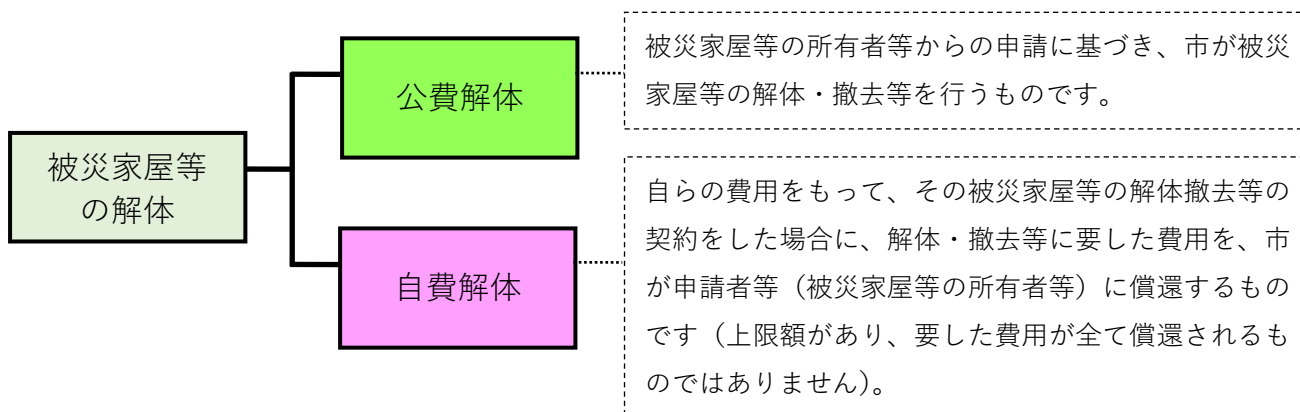 被災家屋等
の解体
公費解体
被災家屋等の所有者等からの申請に基づき、市が被災
家屋等の解体・撤去等を行うものです。
自費解体
自らの費用をもって、その被災家屋等の解体撤去等の
契約をした場合に、解体・撤去等に要した費用を、市
が申請者等（被災家屋等の所有者等）に償還するもの
です（上限額があり、要した費用が全て償還されるも
のではありません）。